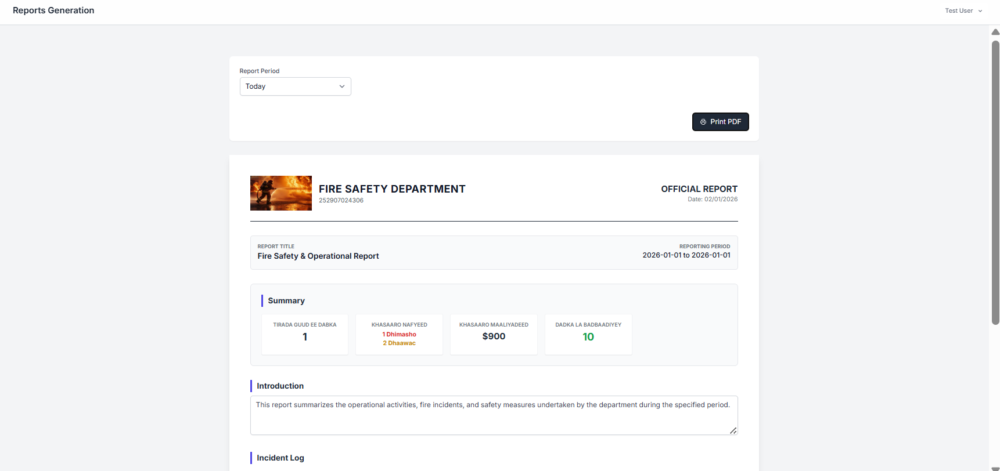 Reports Generation
Test User
Report Period
Today
Print PDF
FIRE SAFETY DEPARTMENT
252907024306
OFFICIAL REPORT
Date: 02/01/2026
REPORT TITLE
Fire Safety & Operational Report
REPORTING PERIOD
2026-01-01 to 2026-01-01
Summary
TIRADA GUUD EE DABKA
1
KHASAARO NAFYEED
1 Dhimasho
2 Dhaawac
KHASAARO MAALIYADEED
$900
DADKA LA BADBAADIYEY
10
Introduction
This report summarizes the operational activities, fire incidents, and safety measures undertaken by the department during the specified period.
Incident Log